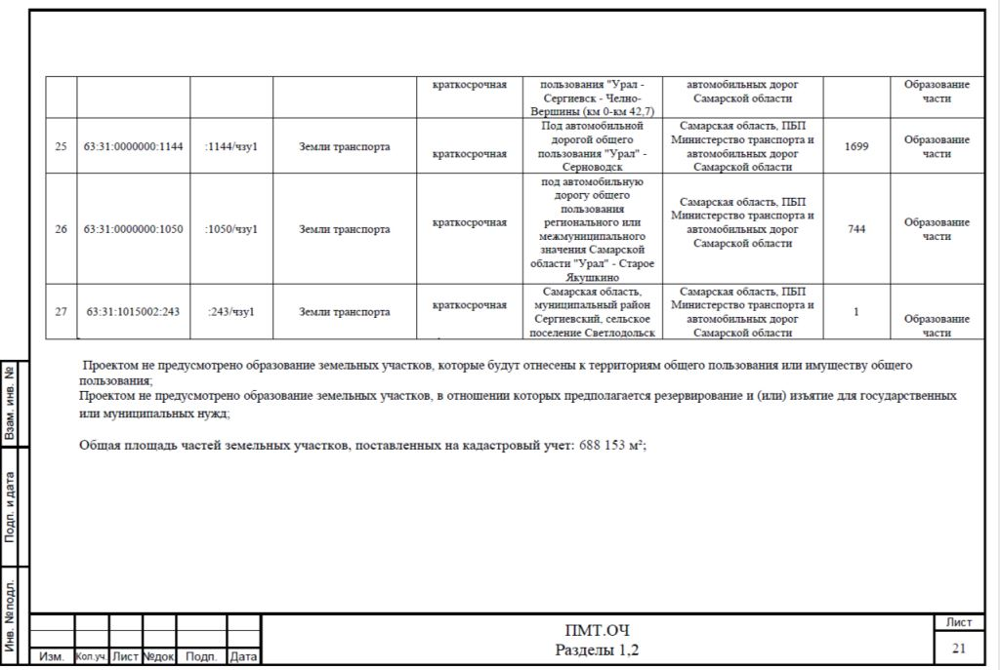 краткосрочная
пользования "Урал -
Сергиевск - Челно-
Вершины (км 0-км 42,7)
автомобильных дорог
Самарской области
Образование
части
25
63:31:0000000:1144
:1144/чзу1
Земли транспорта
краткосрочная
Под автомобильной
дорогой общего
пользования "Урал" -
Серноводск
Самарская область, ПБП
Министерство транспорта и
автомобильных дорог
Самарской области
1699
Образование
части
26
63:31:0000000:1050
:1050/чзу1
Земли транспорта
краткосрочная
под автомобильную
дорогу общего
пользования
регионального или
межмуниципального
значения Самарской
области "Урал" - Старое
Якушкино
Самарская область, ПБП
Министерство транспорта и
автомобильных дорог
Самарской области
744
Образование
части
27
63:31:1015002:243
:243/чзу1
Земли транспорта
краткосрочная
Самарская область,
муниципальный район
Сергиевский, сельское
поселение Светлодольск
Самарская область, ПБП
Министерство транспорта и
автомобильных дорог
Самарской области
1
Образование
части
Проектом не предусмотрено образование земельных участков, которые будут отнесены к территориям общего пользования или имуществу общего
пользования;
Проектом не предусмотрено образование земельных участков, в отношении которых предполагается резервирование и (или) изъятие для государственных
или муниципальных нужд;
Общая площадь частей земельных участков, поставленных на кадастровый учет: 688 153 м²;
Взам. инв. №
Подп. и дата
Инв. №подл.
Изм.
Кол.уч.
Лист
№док
Подп.
Дата
ПМТ.ОЧ
Разделы 1,2
Лист
21